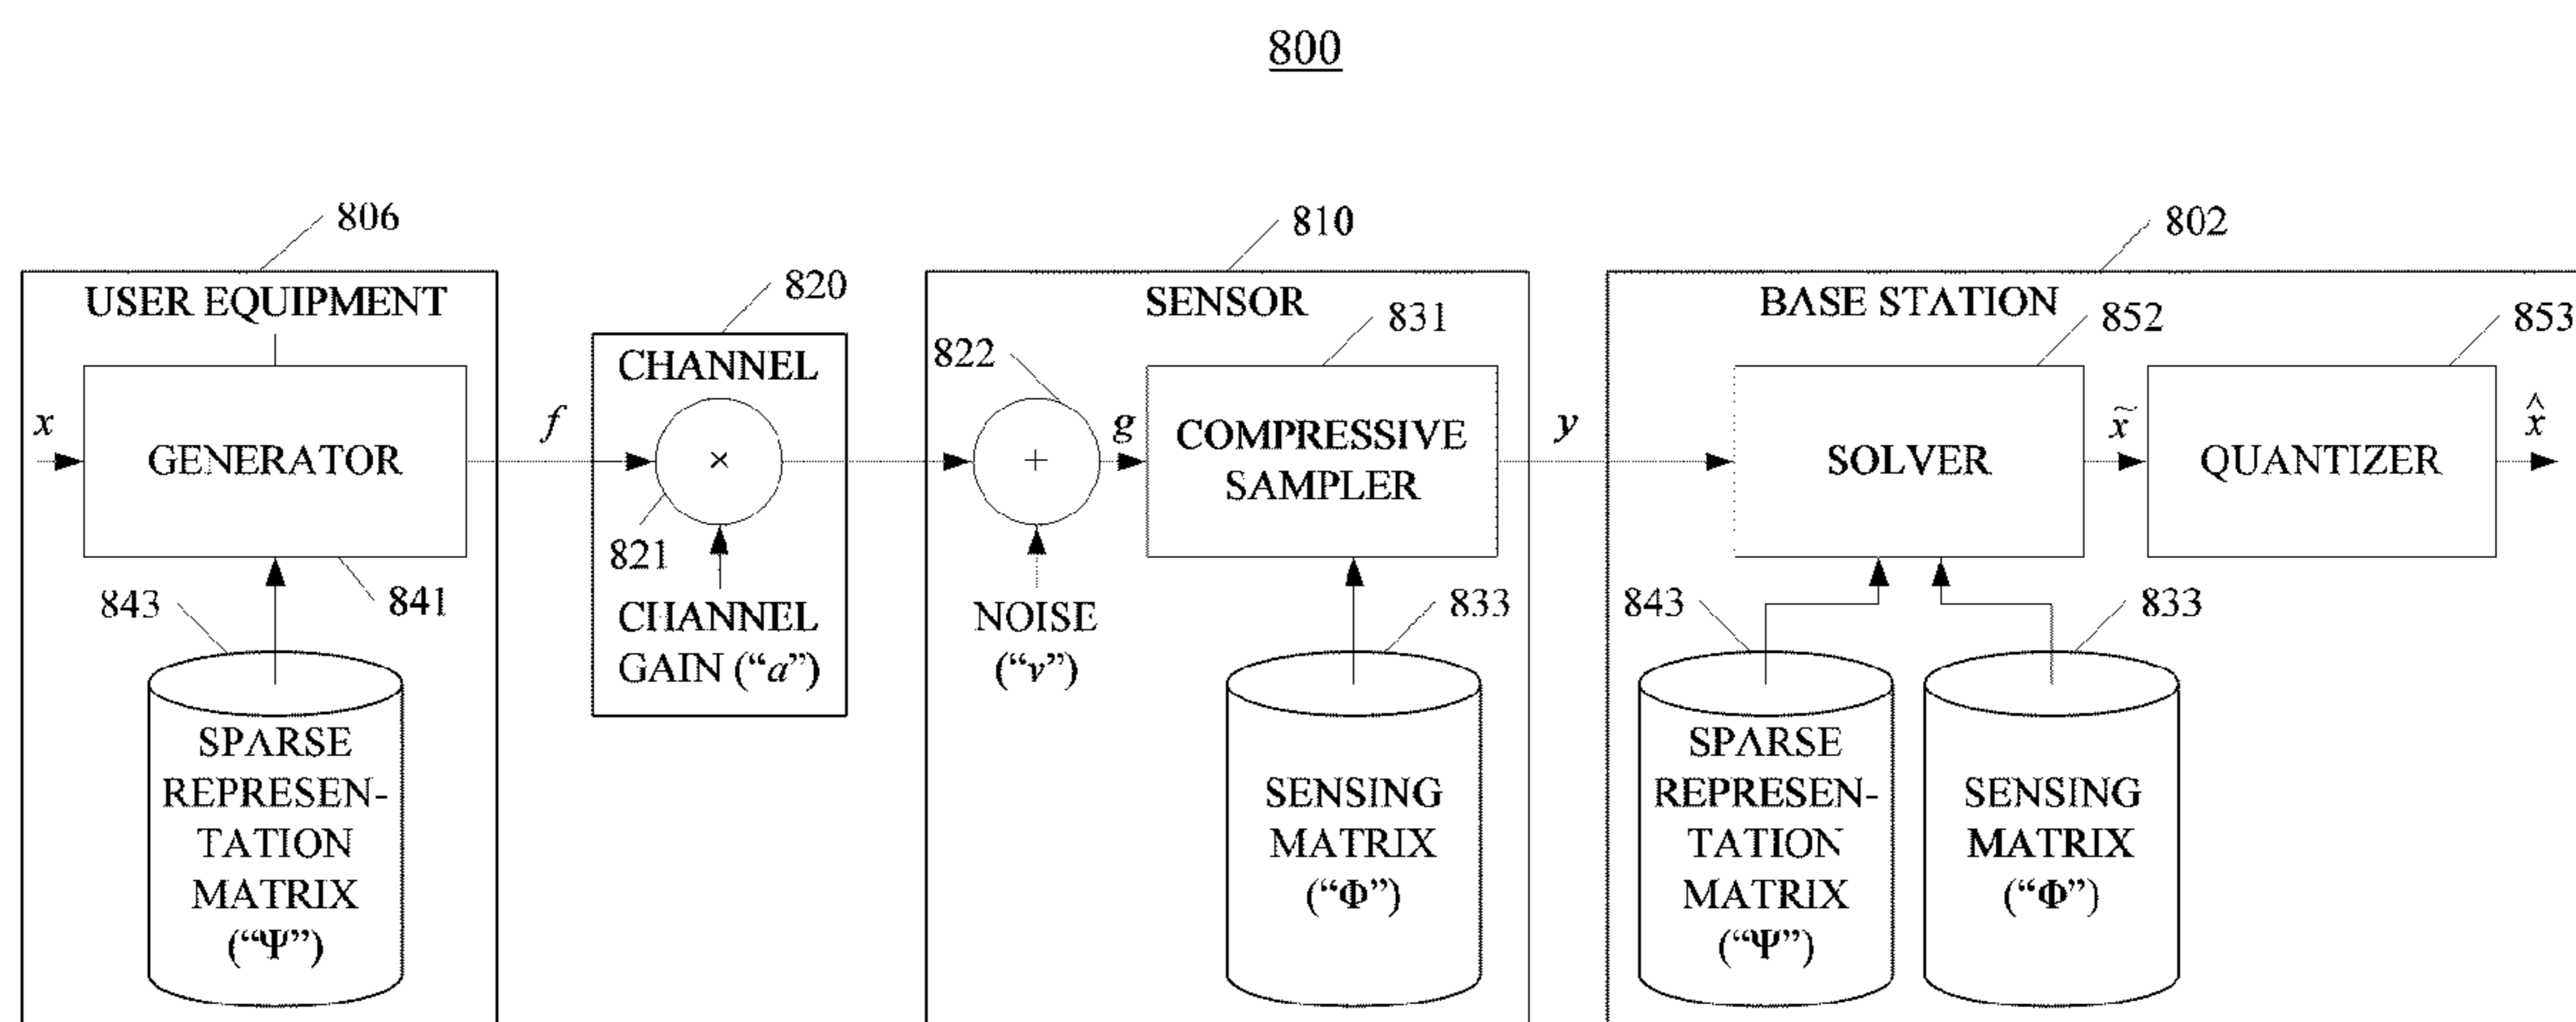 800
806
USER EQUIPMENT
x
GENERATOR
f
843
841
SPARSE
REPRESEN-
TATION
MATRIX
(“Ψ”)
820
CHANNEL
×
821
CHANNEL
GAIN (“a”)
810
SENSOR
822
831
+
g
COMPRESSIVE
SAMPLER
y
NOISE
(“v”)
833
SENSING
MATRIX
(“Φ”)
802
BASE STATION
852
853
SOLVER
x̃
QUANTIZER
x̂
843
833
SPARSE
REPRESEN-
TATION
MATRIX
(“Ψ”)
SENSING
MATRIX
(“Φ”)